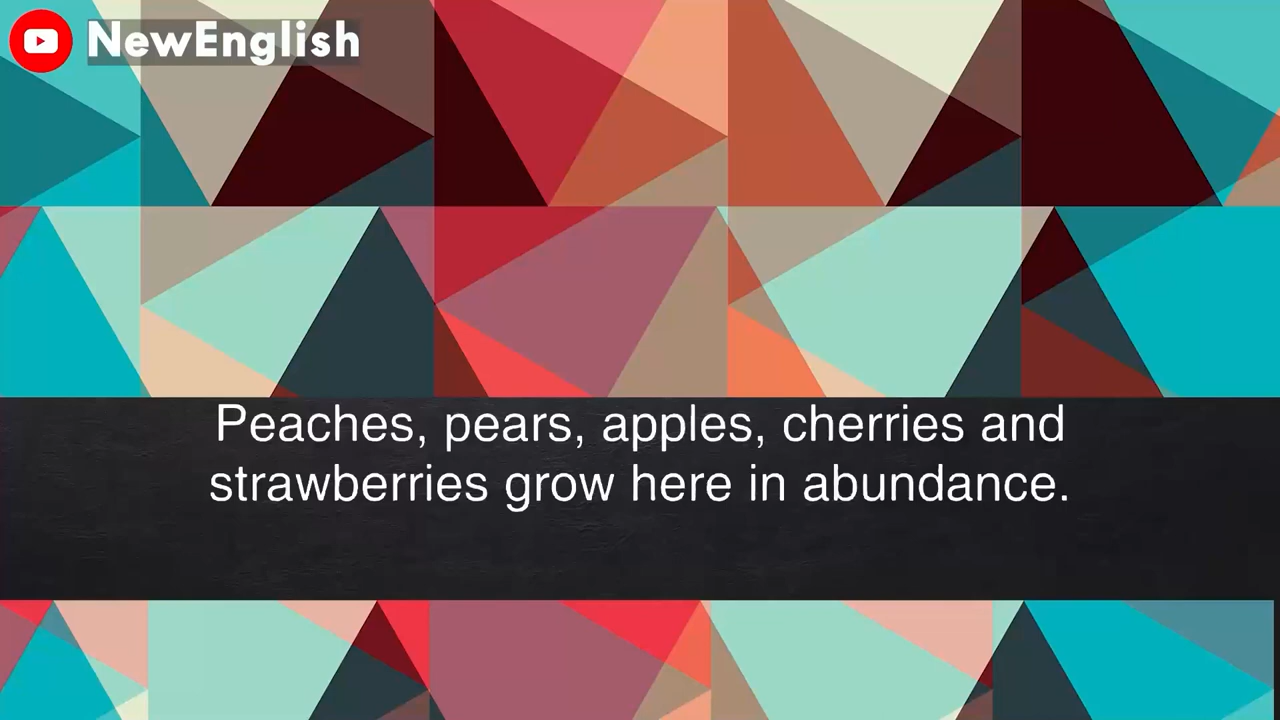 NewEnglish
Peaches, pears, apples, cherries and
strawberries grow here in abundance.